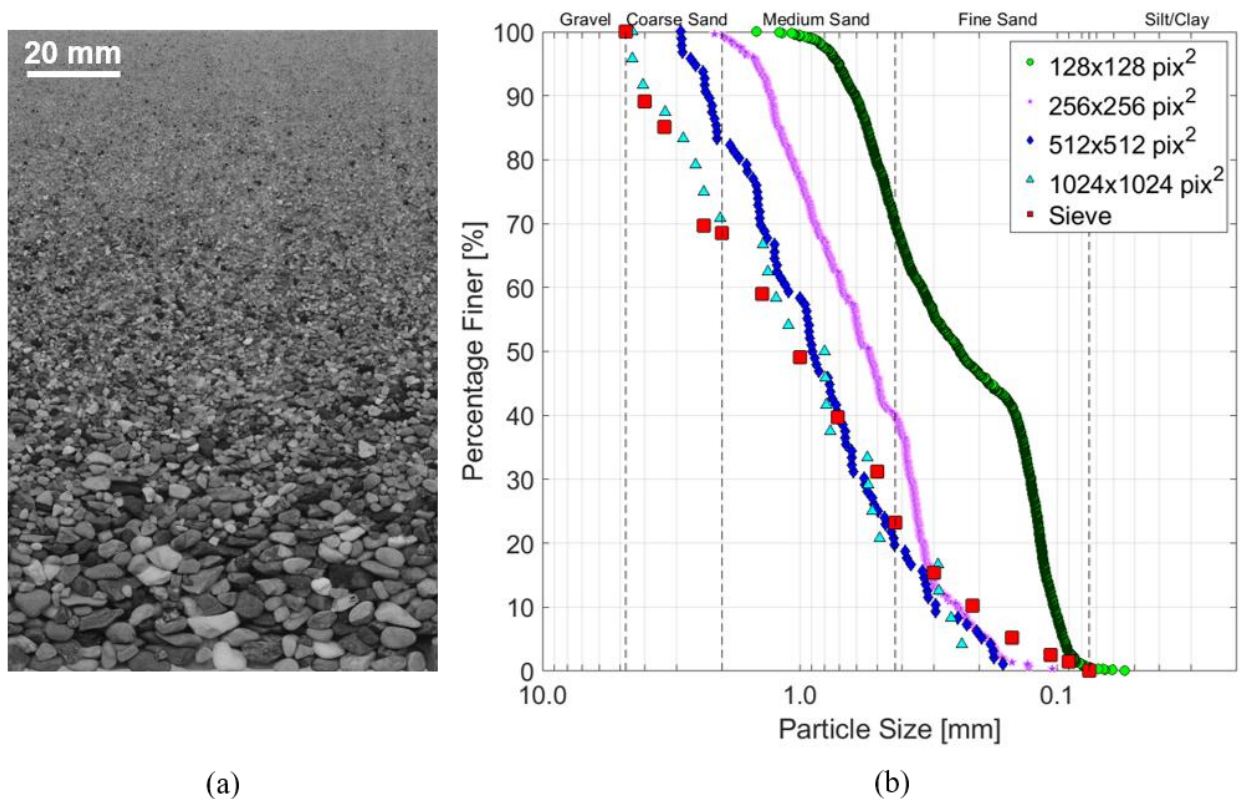 20 mm
(a)
Gravel Coarse Sand Medium Sand Fine Sand Silt/Clay
100
90
80
70
60
50
40
30
20
10
0
Percentage Finer [%]
10.0 1.0 0.1
Particle Size [mm]
128x128 pix²
256x256 pix²
512x512 pix²
1024x1024 pix²
Sieve
(b)